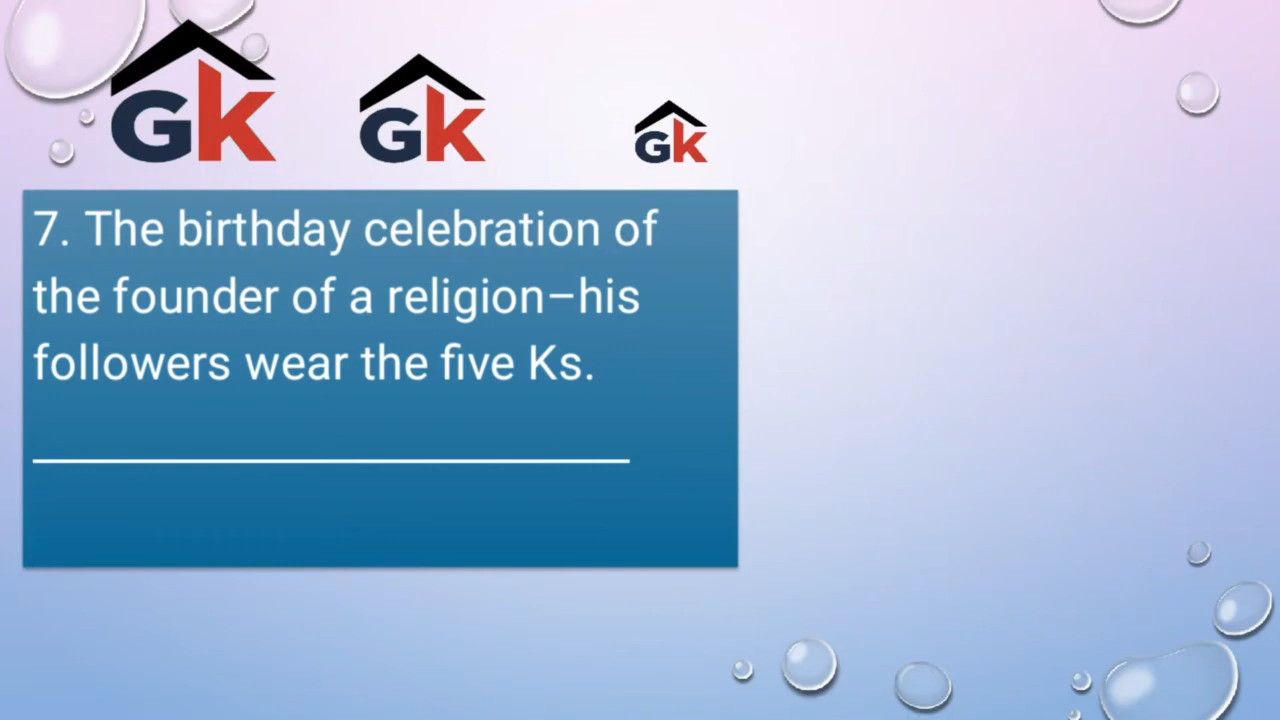 Gk Gk Gk
7. The birthday celebration of
the founder of a religion–his
followers wear the five Ks.